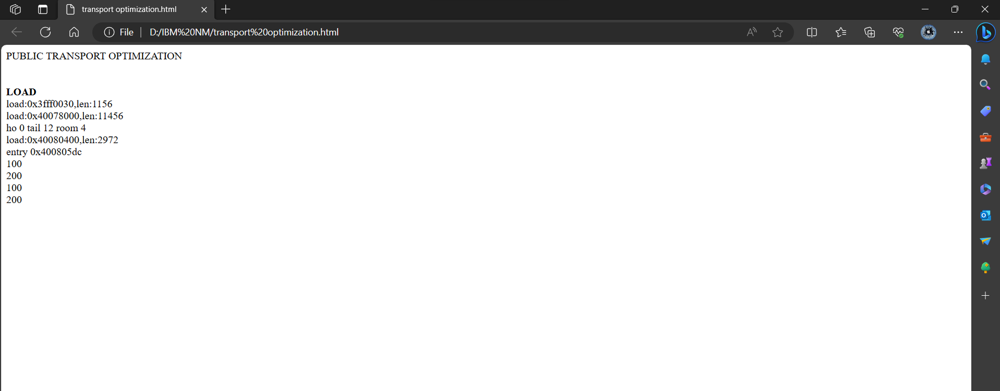 transport optimization.html
File
D:/IBM%20NM/transport%20optimization.html
PUBLIC TRANSPORT OPTIMIZATION
LOAD
load:0x3fff0030,len:1156
load:0x40078000,len:11456
ho 0 tail 12 room 4
load:0x40080400,len:2972
entry 0x400805dc
100
200
100
200